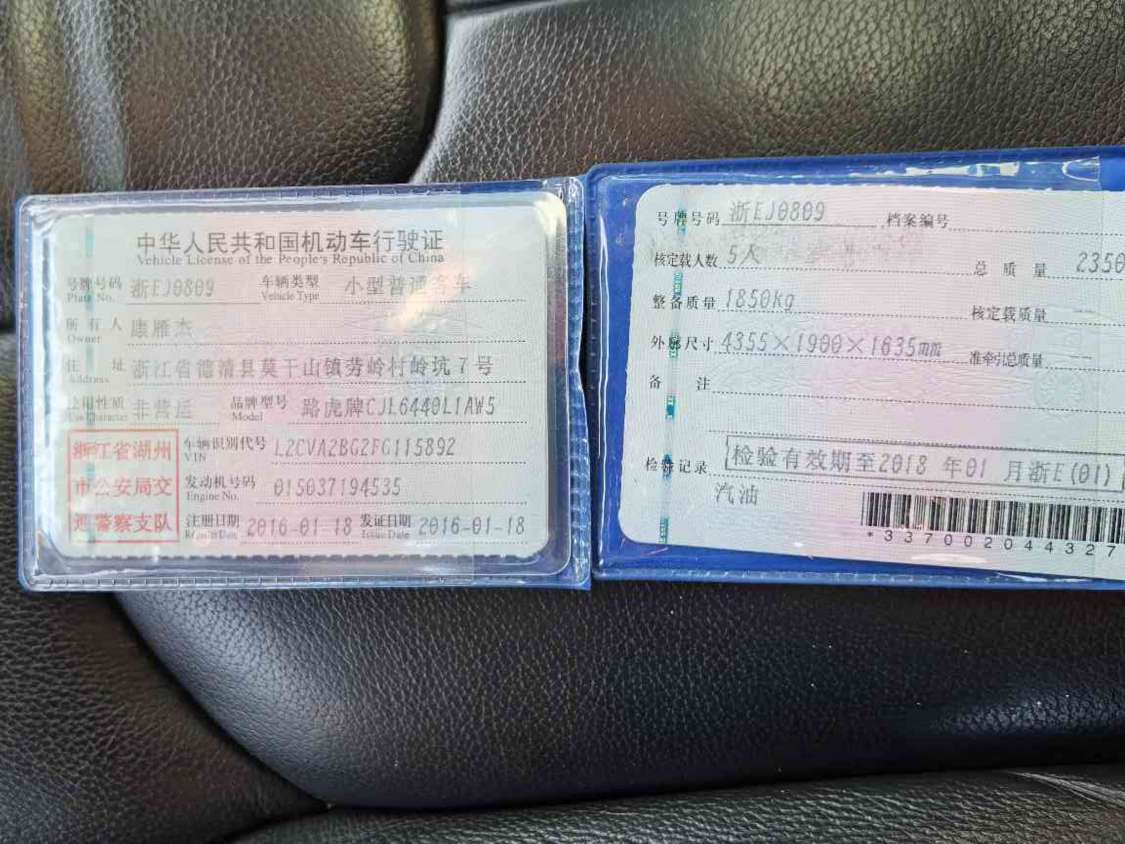 中华人民共和国机动车行驶证
Vehicle License of the People's Republic of China
号牌号码 浙EJ0809 车辆类型 小型普通客车
Plate No. Vehicle Type
所有人 康雁杰
Owner
住址 浙江省德清县莫干山镇劳岭村岭坑7号
Address
使用性质 非营运 品牌型号 路虎牌CJL6440L1AW5
Use Character Model
浙江省湖州
市公安局交
通警察支队
车辆识别代号 L2CVA2BG2FG115892
VIN
发动机号码 015037194535
Engine No.
注册日期 2016-01-18 发证日期 2016-01-18
Register Date Issue Date
号牌号码 浙EJ0809 档案编号
核定载人数 5人 总质量 2350
整备质量 1850kg 核定载质量 —
外廓尺寸 4355×1900×1635mm 准牵引总质量 —
备注
检验记录 检验有效期至2018年01月浙E(01)
汽油
*337002044327